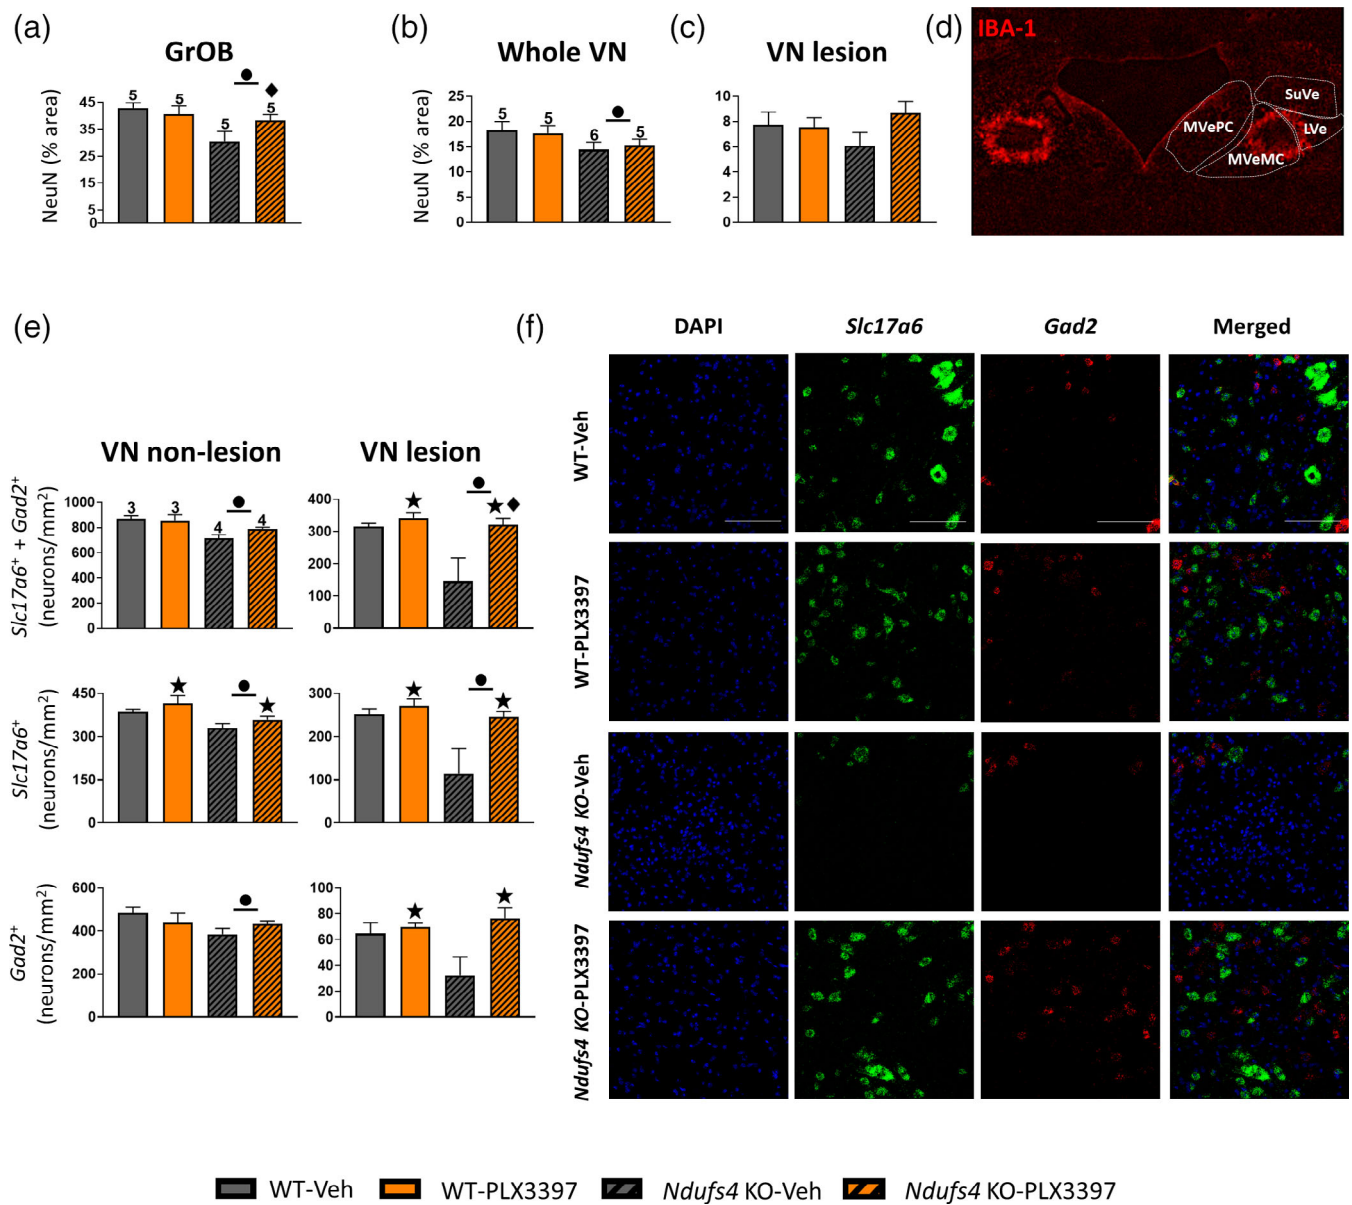 (a)
GrOB
NeuN (% area)
45
35
25
15
5
5
5
5
5
(b)
Whole VN
NeuN (% area)
25
20
15
10
5
0
5
5
6
5
(c)
VN lesion
10
8
6
4
2
0
(d)
IBA-1
SuVe
LVe
MVePC
MVeMC
(e)
VN non-lesion
VN lesion
Slc17a6+ + Gad2+
(neurons/mm2)
1000
800
600
400
200
0
3
3
4
4
400
300
200
100
0
Slc17a6+
(neurons/mm2)
450
300
150
0
300
200
100
0
Gad2+
(neurons/mm2)
600
400
200
0
100
80
60
40
20
0
(f)
DAPI
Slc17a6
Gad2
Merged
WT-Veh
WT-PLX3397
Ndufs4 KO-Veh
Ndufs4 KO-PLX3397
WT-Veh
WT-PLX3397
Ndufs4 KO-Veh
Ndufs4 KO-PLX3397